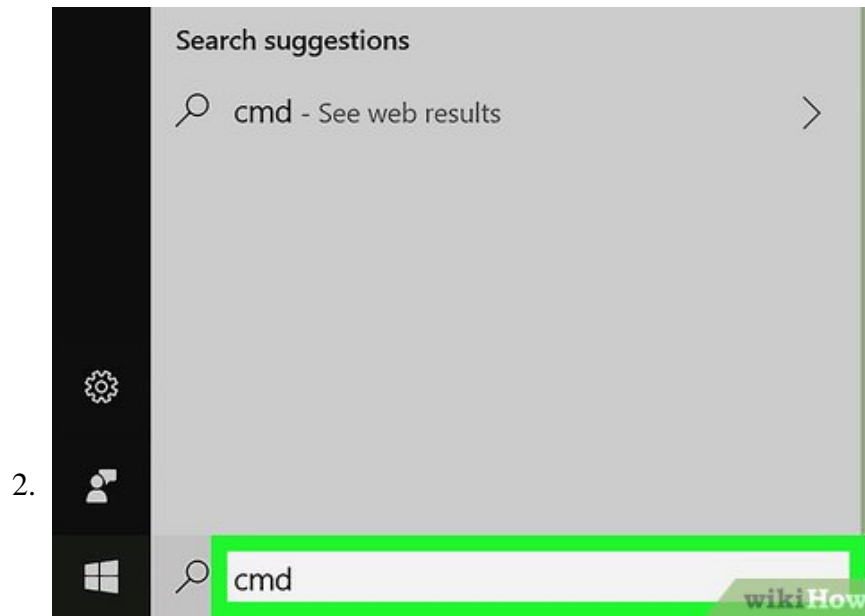 Search suggestions
cmd - See web results
2.
cmd
wikiHow